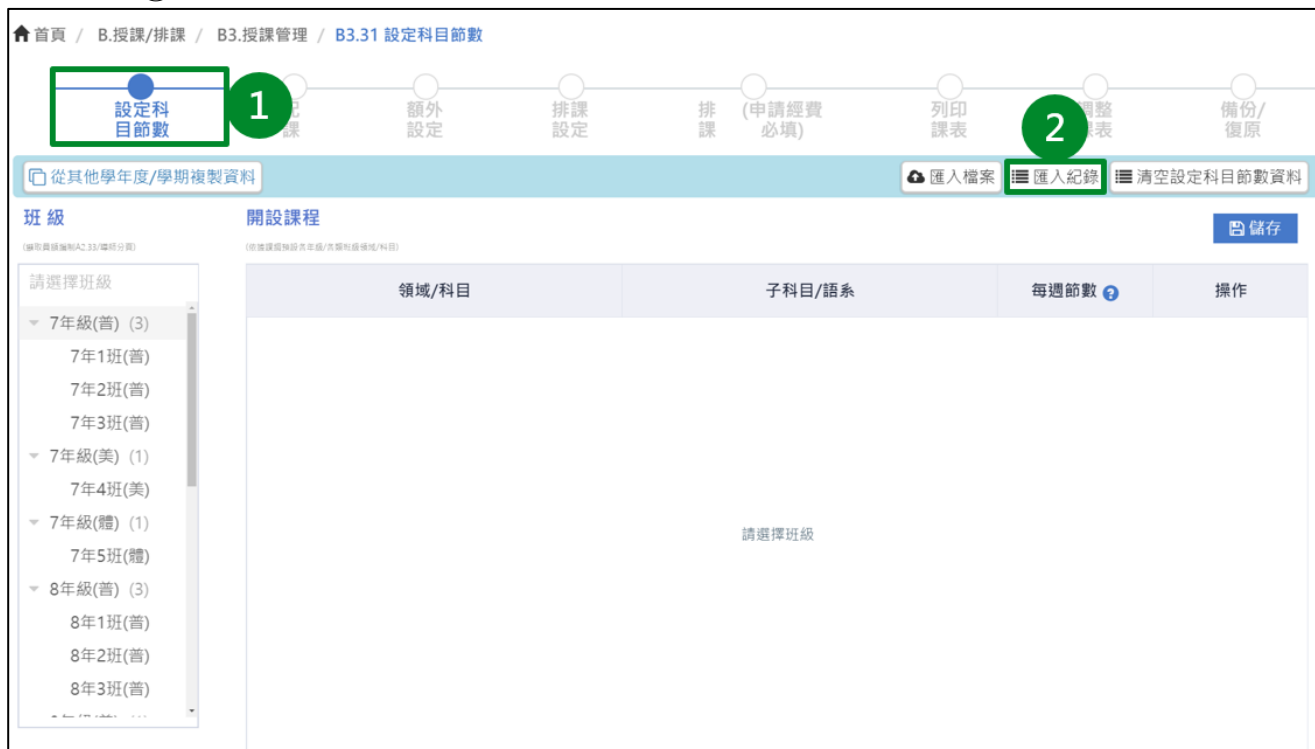 首頁 / B.授課/排課 / B3.授課管理 / B3.31 設定科目節數
設定科
目節數
1
課
額外
設定
排課
設定
排
課
(申請經費
必填)
列印
課表
2
調整
課表
備份/
復原
從其他學年度/學期複製資料
匯入檔案
匯入紀錄
清空設定科目節數資料
班 級
開設課程
儲存
請選擇班級
領域/科目
子科目/語系
每週節數
操作
7年級(普) (3)
7年1班(普)
7年2班(普)
7年3班(普)
7年級(美) (1)
7年4班(美)
7年級(體) (1)
7年5班(體)
8年級(普) (3)
8年1班(普)
8年2班(普)
8年3班(普)
請選擇班級